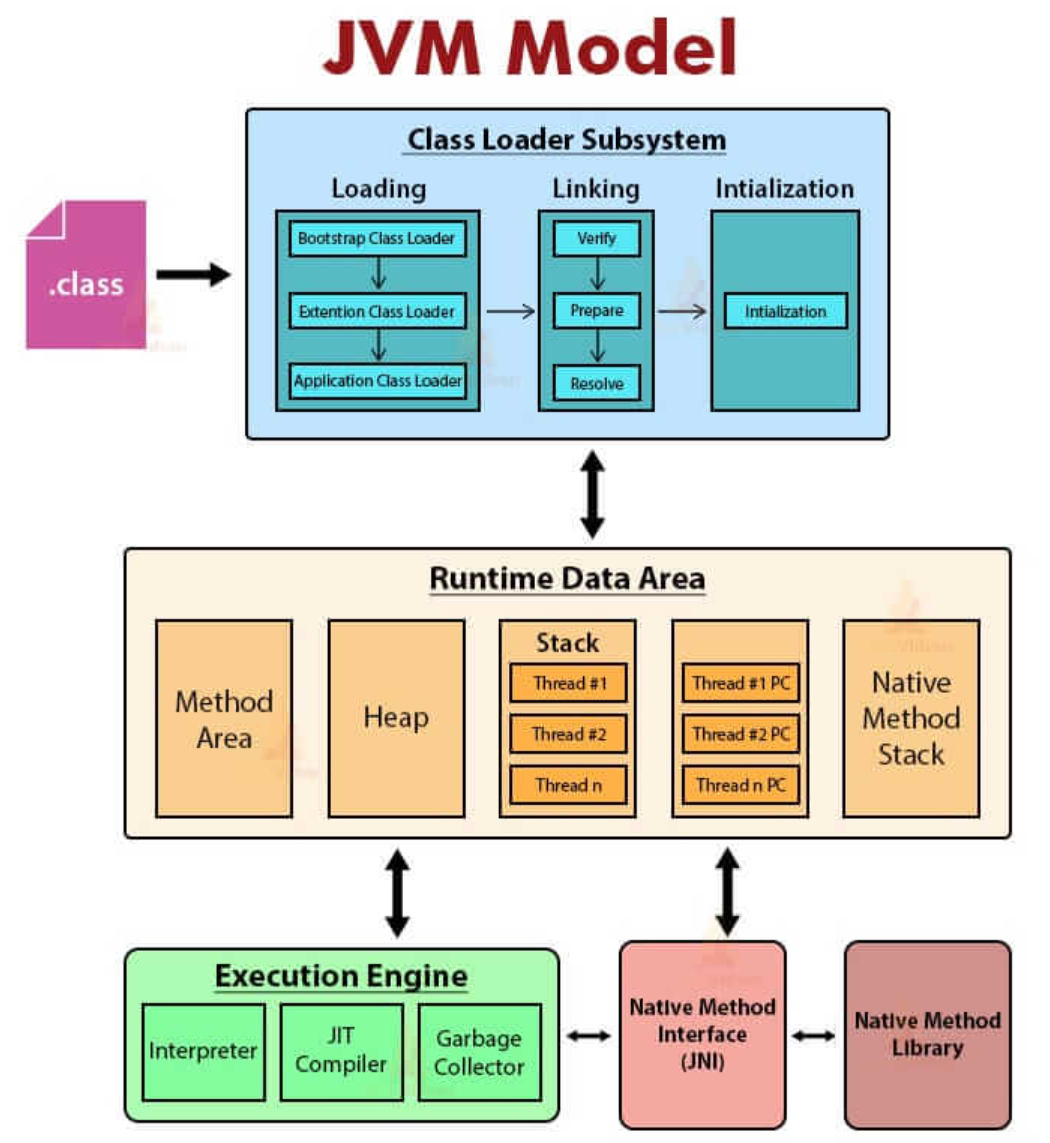 JVM Model
Class Loader Subsystem
Loading
Linking
Intialization
Bootstrap Class Loader
Extention Class Loader
Application Class Loader
Verify
Prepare
Resolve
Intialization
.class
Runtime Data Area
Method
Area
Heap
Stack
Thread #1
Thread #2
Thread n
Thread #1 PC
Thread #2 PC
Thread n PC
Native
Method
Stack
Execution Engine
Interpreter
JIT
Compiler
Garbage
Collector
Native Method
Interface
(JNI)
Native Method
Library